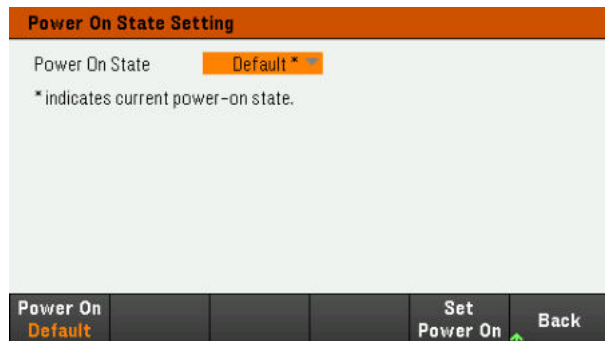 Power On State Setting
Power On State Default *
* indicates current power-on state.
Power On
Default
Set
Power On
Back